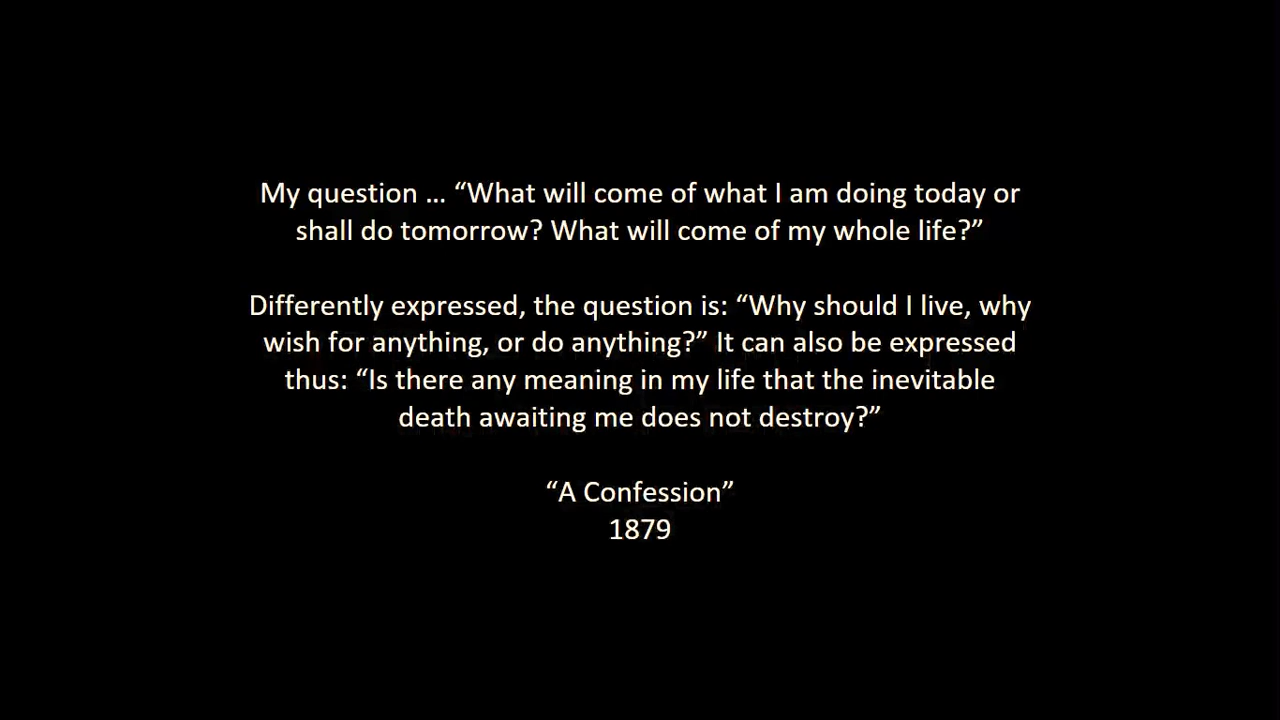 My question … “What will come of what I am doing today or
shall do tomorrow? What will come of my whole life?”
Differently expressed, the question is: “Why should I live, why
wish for anything, or do anything?” It can also be expressed
thus: “Is there any meaning in my life that the inevitable
death awaiting me does not destroy?”
“A Confession”
1879